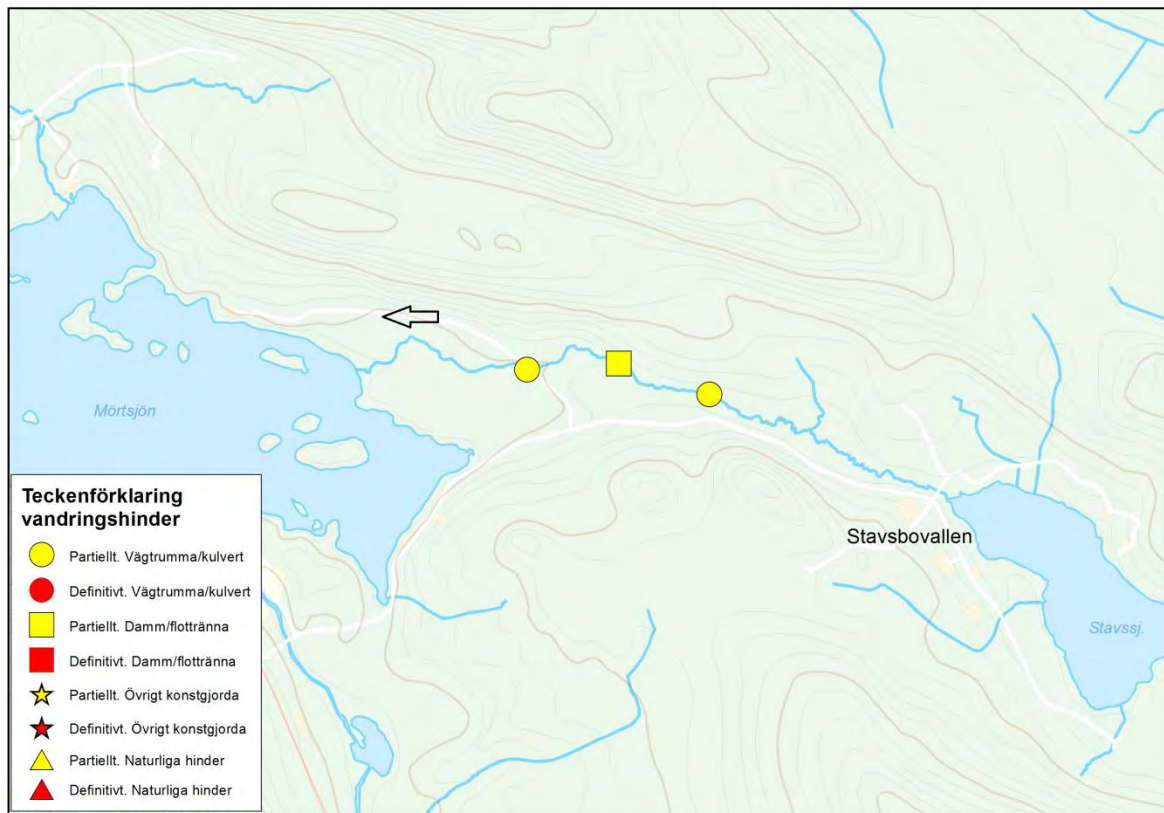 Mörtsjön
Stavsbovallen
Stavssj.
Teckenförklaring
vandringshinder
Partiellt. Vägtrumma/kulvert
Definitivt. Vägtrumma/kulvert
Partiellt. Damm/flottränna
Definitivt. Damm/flottränna
Partiellt. Övrigt konstgjorda
Definitivt. Övrigt konstgjorda
Partiellt. Naturliga hinder
Definitivt. Naturliga hinder